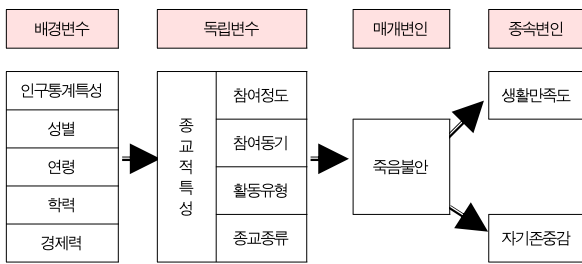 배경변수
독립변수
매개변인
종속변인
인구통계특성
성별
연령
학력
경제력
종교적특성
참여정도
참여동기
활동유형
종교종류
죽음불안
생활만족도
자기존중감